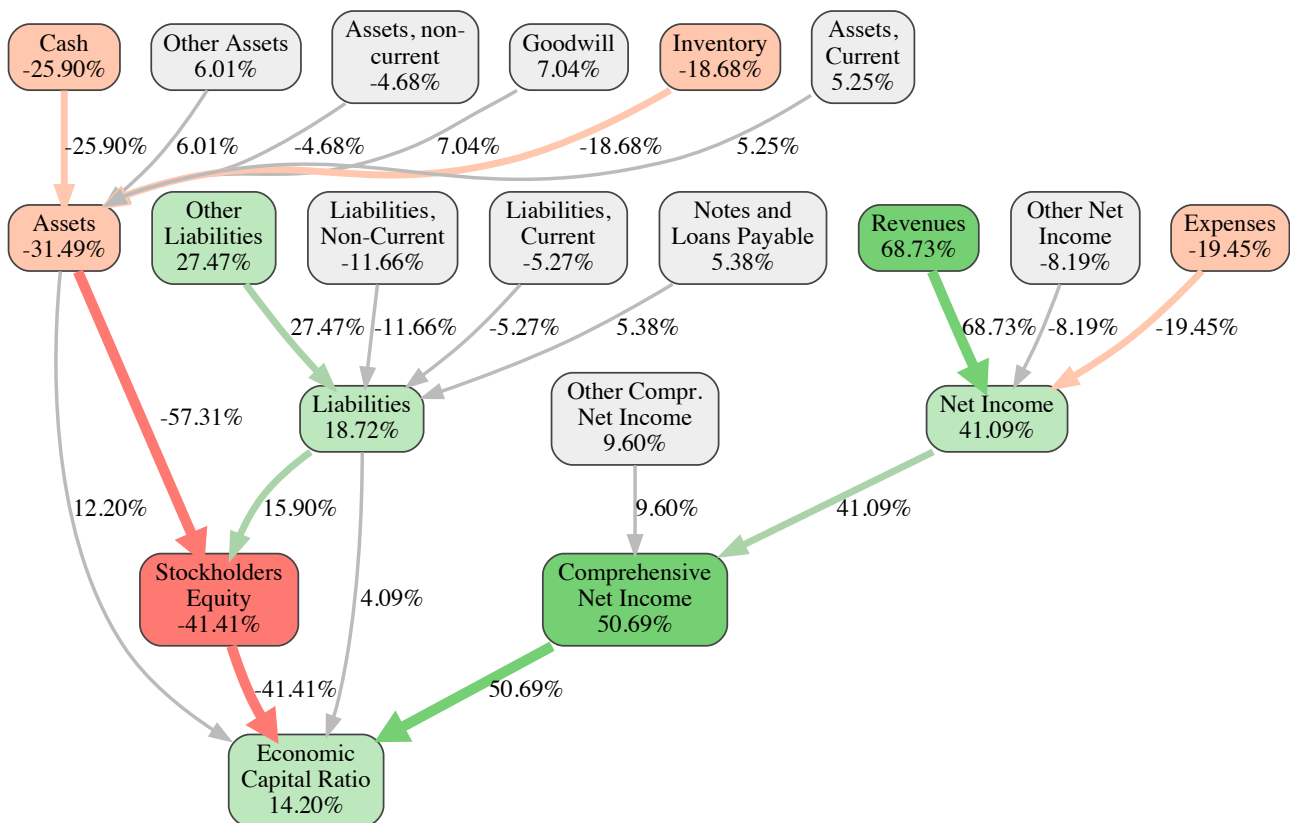 Cash
-25.90%
Other Assets
6.01%
Assets, non-
current
-4.68%
Goodwill
7.04%
Inventory
-18.68%
Assets,
Current
5.25%
-25.90%
6.01%
-4.68%
7.04%
-18.68%
5.25%
Assets
-31.49%
Other
Liabilities
27.47%
Liabilities,
Non-Current
-11.66%
Liabilities,
Current
-5.27%
Notes and
Loans Payable
5.38%
Revenues
68.73%
Other Net
Income
-8.19%
Expenses
-19.45%
27.47%
-11.66%
-5.27%
5.38%
68.73%
-8.19%
-19.45%
-57.31%
Liabilities
18.72%
Other Compr.
Net Income
9.60%
Net Income
41.09%
12.20%
15.90%
9.60%
41.09%
Stockholders
Equity
-41.41%
4.09%
Comprehensive
Net Income
50.69%
-41.41%
50.69%
Economic
Capital Ratio
14.20%